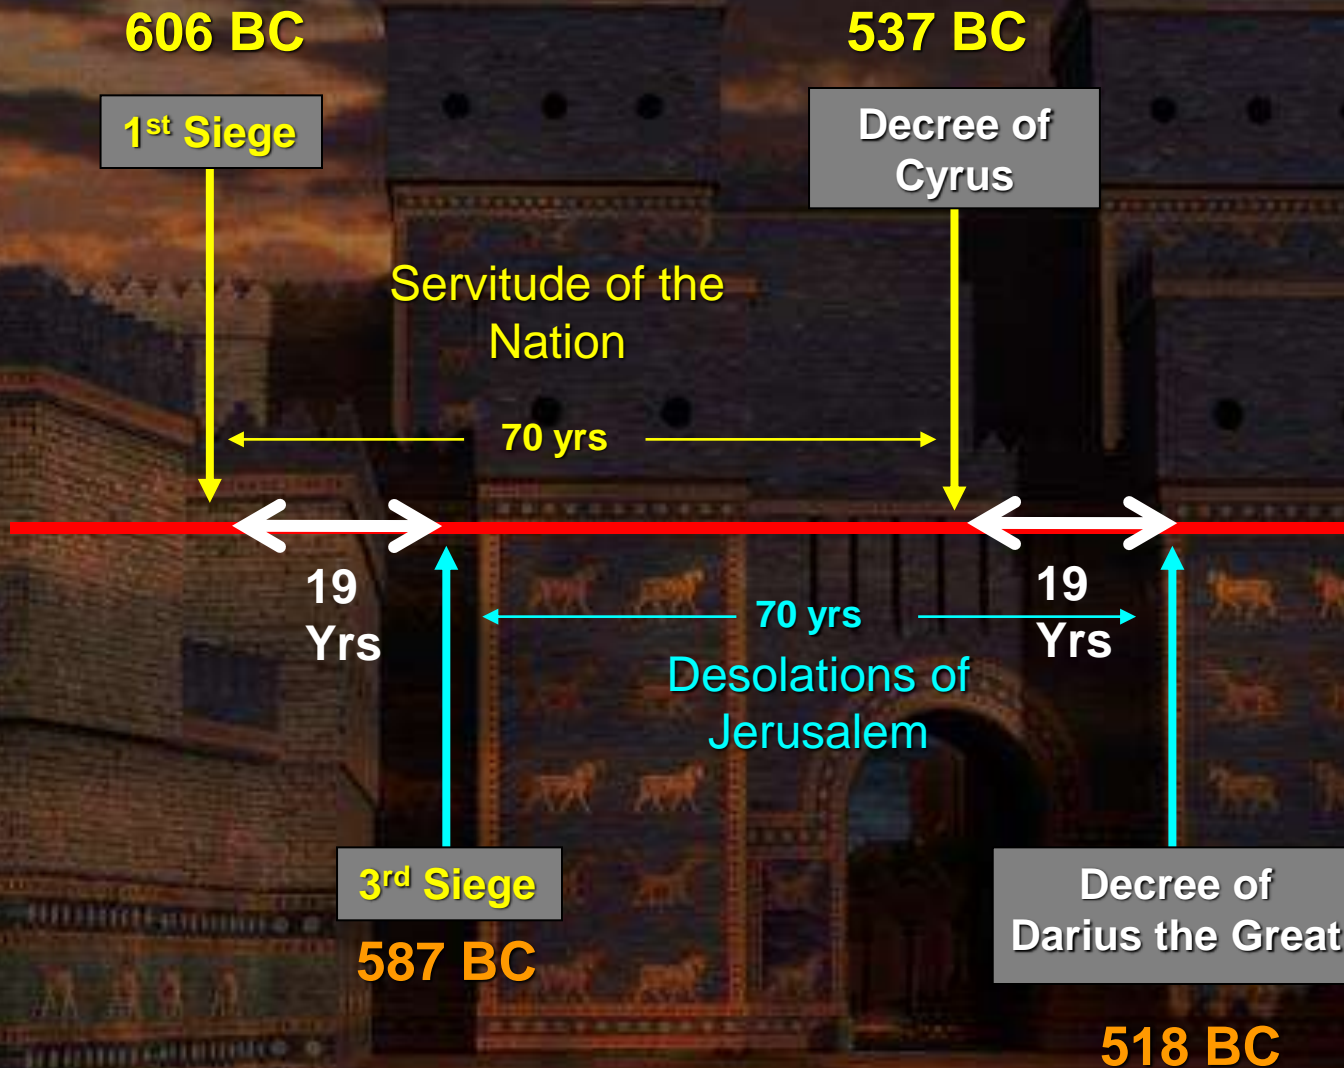 606 BC
537 BC
1st Siege
Decree of
Cyrus
Servitude of the
Nation
70 yrs
19
Yrs
70 yrs
19
Yrs
Desolations of
Jerusalem
3rd Siege
587 BC
Decree of
Darius the Great
518 BC